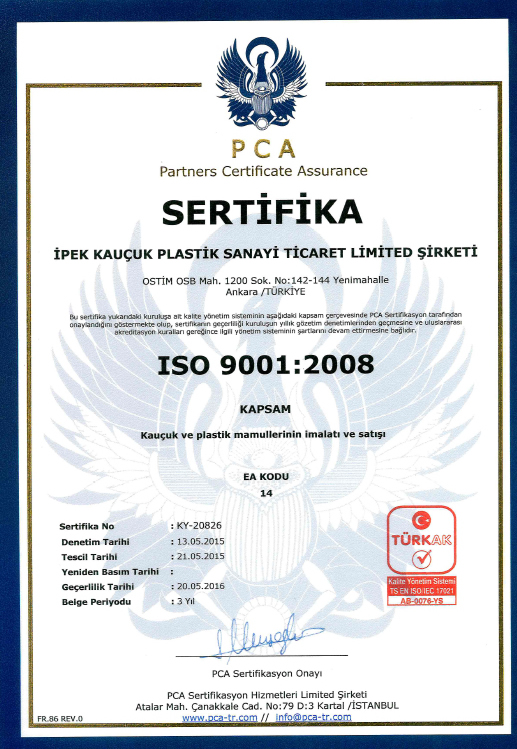 PCA
Partners Certificate Assurance
SERTİFİKA
İPEK KAUÇUK PLASTİK SANAYİ TİCARET LİMİTED ŞİRKETİ
OSTİM OSB Mah. 1200 Sok. No:142-144 Yenimahalle
Ankara /TÜRKİYE
Bu sertifika yukarıdaki kuruluşa ait kalite yönetim sisteminin aşağıdaki kapsam çerçevesinde PCA Sertifikasyon tarafından
onaylandığını göstermekte olup, sertifikanın geçerliliği kuruluşun yıllık gözetim denetimlerinden geçmesine ve uluslararası
akreditasyon kuralları gereğince ilgili yönetim sisteminin şartlarını devam ettirmesine bağlıdır.
ISO 9001:2008
KAPSAM
Kauçuk ve plastik mamullerinin imalatı ve satışı
EA KODU
14
Sertifika No : KY-20826
Denetim Tarihi : 13.05.2015
Tescil Tarihi : 21.05.2015
Yeniden Basım Tarihi :
Geçerlilik Tarihi : 20.05.2016
Belge Periyodu : 3 Yıl
TÜRKAK
Kalite Yönetim Sistemi
TS EN ISO/IEC 17021
AB-0076-YS
PCA Sertifikasyon Onayı
PCA Sertifikasyon Hizmetleri Limited Şirketi
Atalar Mah. Çanakkale Cad. No:79 D:3 Kartal /İSTANBUL
www.pca-tr.com // info@pca-tr.com
FR.86 REV.0